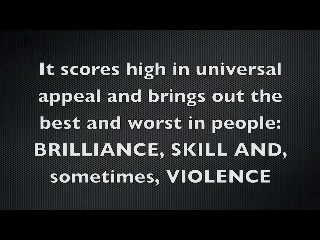 It scores high in universal
appeal and brings out the
best and worst in people:
BRILLIANCE, SKILL AND,
sometimes, VIOLENCE